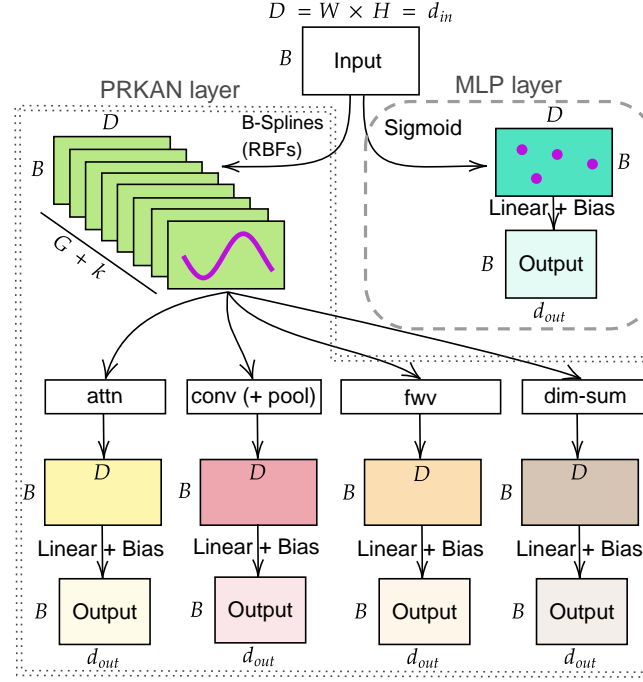 D = W × H = d_in
B
Input
PRKAN layer
MLP layer
D
B-Splines
(RBFs)
Sigmoid
D
B
B
Linear + Bias
G + k
B
Output
d_out
attn
conv (+ pool)
fwv
dim-sum
D
D
D
D
B
B
B
B
Linear + Bias
Linear + Bias
Linear + Bias
Linear + Bias
B
Output
B
Output
B
Output
B
Output
d_out
d_out
d_out
d_out